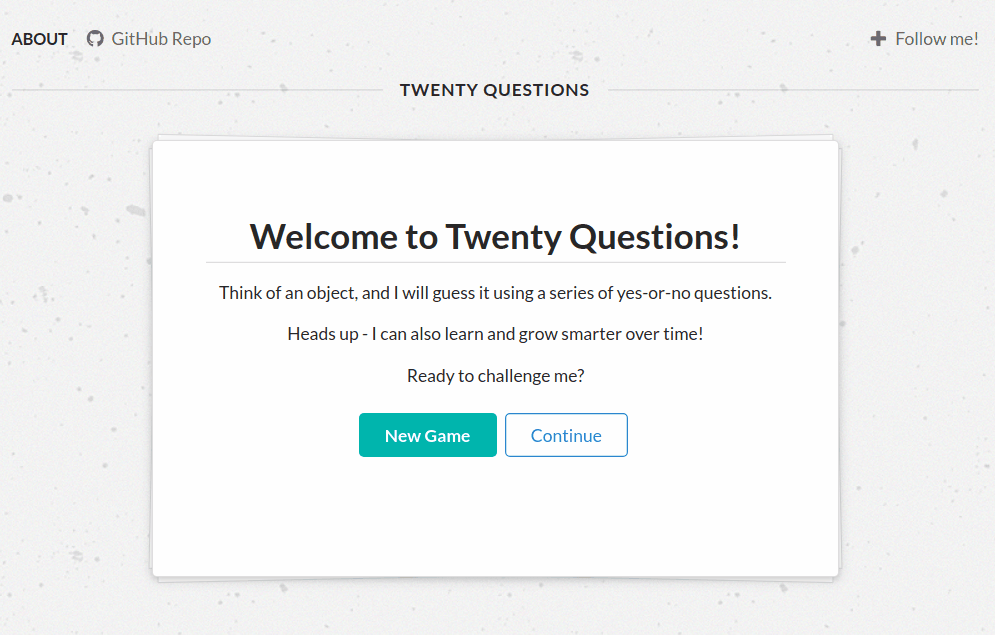 ABOUT GitHub Repo Follow me!
TWENTY QUESTIONS
Welcome to Twenty Questions!
Think of an object, and I will guess it using a series of yes-or-no questions.
Heads up - I can also learn and grow smarter over time!
Ready to challenge me?
New Game Continue